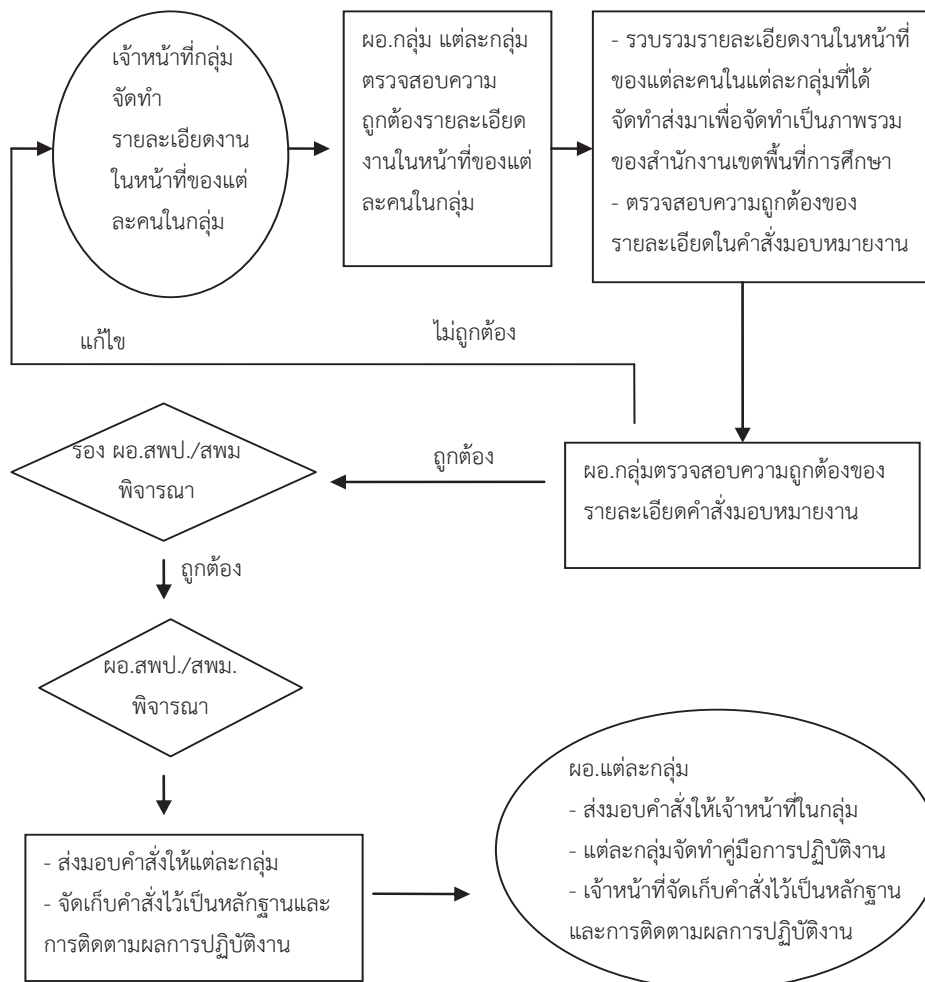 เจ้าหน้าที่กลุ่ม
จัดทำ
รายละเอียดงาน
ในหน้าที่ของแต่
ละคนในกลุ่ม
ผอ.กลุ่ม แต่ละกลุ่ม
ตรวจสอบความ
ถูกต้องรายละเอียด
งานในหน้าที่ของแต่
ละคนในกลุ่ม
- รวบรวมรายละเอียดงานในหน้าที่
ของแต่ละคนในแต่ละกลุ่มที่ได้
จัดทำส่งมาเพื่อจัดทำเป็นภาพรวม
ของสำนักงานเขตพื้นที่การศึกษา
- ตรวจสอบความถูกต้องของ
รายละเอียดในคำสั่งมอบหมายงาน
แก้ไข
ไม่ถูกต้อง
รอง ผอ.สพป./สพม
พิจารณา
ถูกต้อง
ผอ.กลุ่มตรวจสอบความถูกต้องของ
รายละเอียดคำสั่งมอบหมายงาน
ถูกต้อง
ผอ.สพป./สพม.
พิจารณา
- ส่งมอบคำสั่งให้แต่ละกลุ่ม
- จัดเก็บคำสั่งไว้เป็นหลักฐานและ
การติดตามผลการปฏิบัติงาน
ผอ.แต่ละกลุ่ม
- ส่งมอบคำสั่งให้เจ้าหน้าที่ในกลุ่ม
- แต่ละกลุ่มจัดทำคู่มือการปฏิบัติงาน
- เจ้าหน้าที่จัดเก็บคำสั่งไว้เป็นหลักฐาน
และการติดตามผลการปฏิบัติงาน